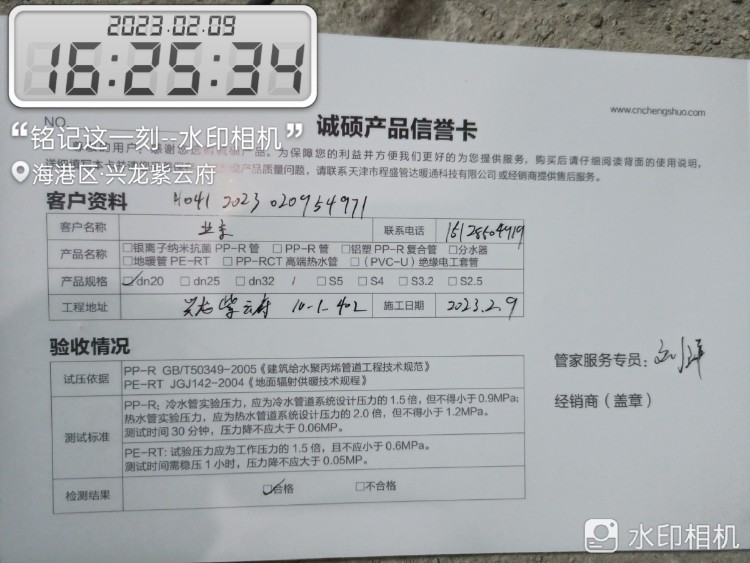 2023-02-09
16:25:34
www.cnchengshuo.com
NO.
“铭记这一刻--水印相机”
诚硕产品信誉卡
产品。为保障您的利益并方便我们更好的为您提供服务，购买后请仔细阅读背面的使用说明，
产品质量问题，请联系天津市程盛管达暖通科技有限公司或经销商提供售后服务。
海港区·兴龙紫云府
客户资料 H041 2023 020954971
客户名称 业主 联系电话 15128504919
产品名称 □银离子纳米抗菌 PP-R 管 □PP-R 管 □铝塑 PP-R 复合管 □分水器
□地暖管 PE-RT □PP-RCT 高端热水管 □(PVC-U) 绝缘电工套管
产品规格 ☑dn20 □dn25 □dn32 / □S5 □S4 □S3.2 □S2.5
工程地址 兴龙紫云府 10-1-402 施工日期 2023.2.9
验收情况
试压依据 PP-R GB/T50349-2005《建筑给水聚丙烯管道工程技术规范》
PE-RT JGJ142-2004《地面辐射供暖技术规程》
管家服务专员：刘
测试标准 PP-R：冷水管实验压力，应为冷水管道系统设计压力的 1.5 倍，但不得小于 0.9MPa；
热水管实验压力，应为热水管道系统设计压力的 2.0 倍，但不得小于 1.2MPa。
测试时间 30 分钟，压力降不应大于 0.06MP。
经销商（盖章）
PE-RT：试验压力应为工作压力的 1.5 倍，且不应小于 0.6MPa。
测试时间需稳压 1 小时，压力降不应大于 0.05MP。
检测结果 ☑合格 □不合格
水印相机